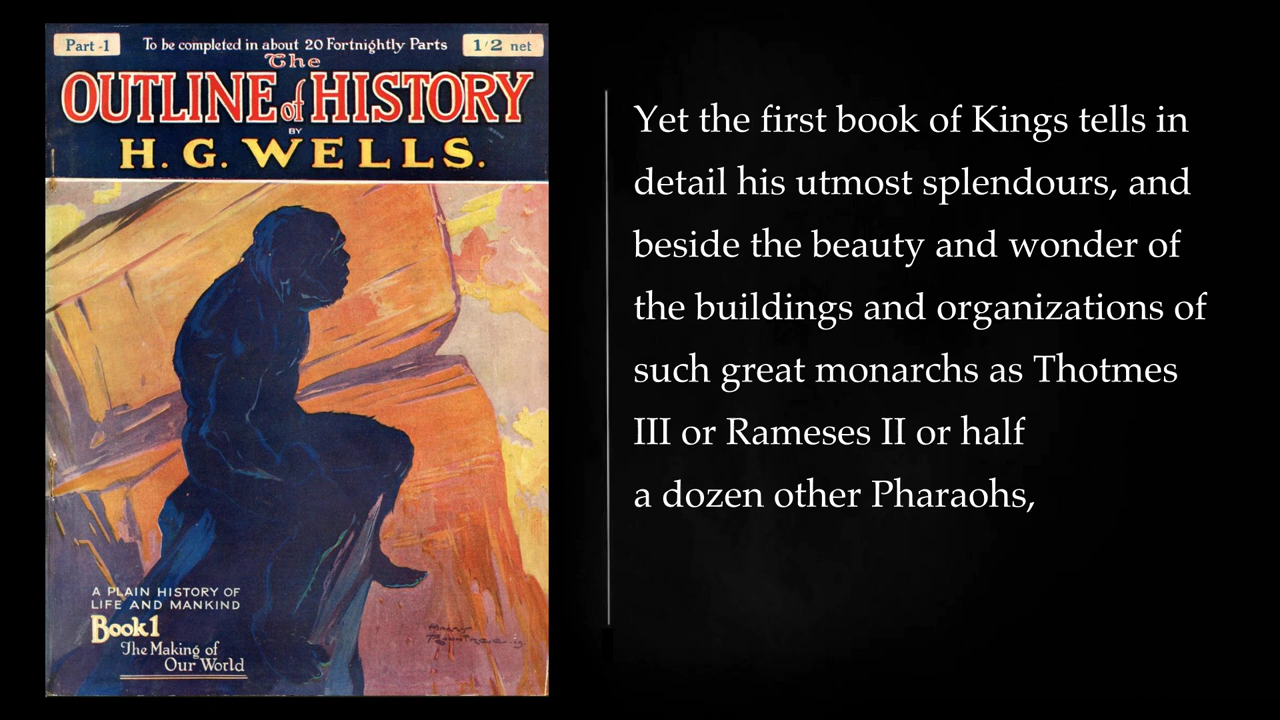 Part -1
To be completed in about 20 Fortnightly Parts
1/2 net
The
OUTLINE of HISTORY
BY
H. G. WELLS.
A PLAIN HISTORY OF
LIFE AND MANKIND
Book 1
The Making of
Our World
Yet the first book of Kings tells in
detail his utmost splendours, and
beside the beauty and wonder of
the buildings and organizations of
such great monarchs as Thotmes
III or Rameses II or half
a dozen other Pharaohs,